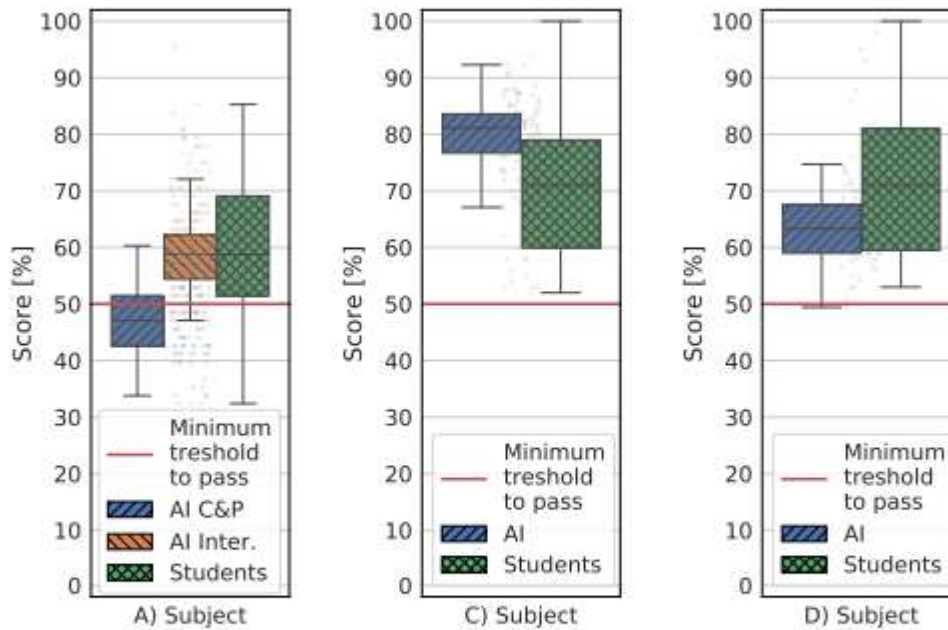 100
90
80
70
60
50
40
30
20
10
0
Score [%]
Minimum
treshold
to pass
AI C&P
AI Inter.
Students
A) Subject
100
90
80
70
60
50
40
30
20
10
0
Score [%]
Minimum
treshold
to pass
AI
Students
C) Subject
100
90
80
70
60
50
40
30
20
10
0
Score [%]
Minimum
treshold
to pass
AI
Students
D) Subject